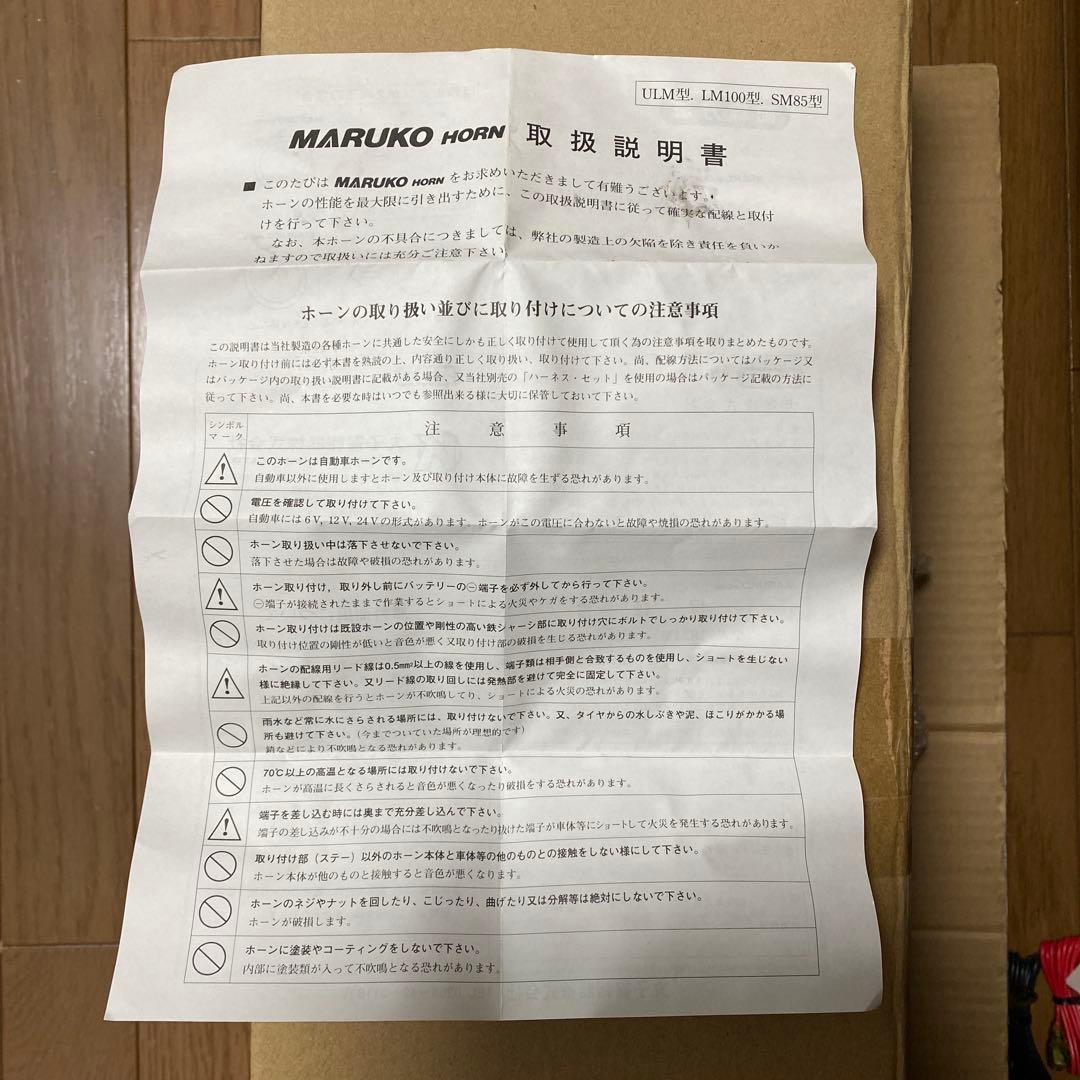 ULM型. LM100型. SM85型
MARUKO HORN 取扱説明書
■ このたびは MARUKO HORN をお求めいただきまして有難うございます。
ホーンの性能を最大限に引き出すために、この取扱説明書に従って確実な配線と取付
けを行って下さい。
なお、本ホーンの不具合につきましては、弊社の製造上の欠陥を除き責任を負いか
ねますので取扱いには充分ご注意下さい
ホーンの取り扱い並びに取り付けについての注意事項
この説明書は当社製造の各種ホーンに共通した安全にしかも正しく取り付けて使用して頂く為の注意事項を取りまとめたものです。
ホーン取り付け前には必ず本書を熟読の上、内容通り正しく取り扱い、取り付けて下さい。尚、配線方法についてはパッケージ又
はパッケージ内の取り扱い説明書に記載がある場合、又当社別売の「ハーネス・セット」を使用の場合はパッケージ記載の方法に
従って下さい。尚、本書を必要な時はいつでも参照出来る様に大切に保管しておいて下さい。
シンボル
マーク
注意事項
このホーンは自動車ホーンです。
自動車以外に使用しますとホーン及び取り付け本体に故障を生ずる恐れがあります。
電圧を確認して取り付けて下さい。
自動車には6V, 12V, 24Vの形式があります。ホーンがこの電圧に合わないと故障や焼損の恐れがあります。
ホーン取り扱い中は落下させないで下さい。
落下させた場合は故障や破損の恐れがあります。
ホーン取り付け, 取り外し前にバッテリーの⊖端子を必ず外してから行って下さい。
⊖端子が接続されたままで作業するとショートによる火災やケガをする恐れがあります。
ホーン取り付けは既設ホーンの位置や剛性の高い鉄シャーシ部に取り付け穴にボルトでしっかり取り付けて下さい。
取り付け位置の剛性が低いと音色が悪く又取り付け部の破損を生じる恐れがあります。
ホーンの配線用リード線は0.5mm²以上の線を使用し、端子類は相手側と合致するものを使用し、ショートを生じない
様に絶縁して下さい。又リード線の取り回しには発熱部を避けて完全に固定して下さい。
上記以外の配線を行うとホーンが不吹鳴してり、ショートによる火災の恐れがあります。
雨水など常に水にさらされる場所には、取り付けないで下さい。又、タイヤからの水しぶきや泥、ほこりがかかる場
所も避けて下さい。(今までついていた場所が理想的です)
錆などにより不吹鳴となる恐れがあります。
70℃以上の高温となる場所には取り付けないで下さい。
ホーンが高温に長くさらされると音色が悪くなったり破損をする恐れがあります。
端子を差し込む時には奥まで充分差し込んで下さい。
端子の差し込みが不十分の場合には不吹鳴となったり抜けた端子が車体等にショートして火災を発生する恐れがあります。
取り付け部(ステー)以外のホーン本体と車体等の他のものとの接触をしない様にして下さい。
ホーン本体が他のものと接触すると音色が悪くなります。
ホーンのネジやナットを回したり、こじったり、曲げたり又は分解等は絶対にしないで下さい。
ホーンが破損します。
ホーンに塗装やコーティングをしないで下さい。
内部に塗装類が入って不吹鳴となる恐れがあります。